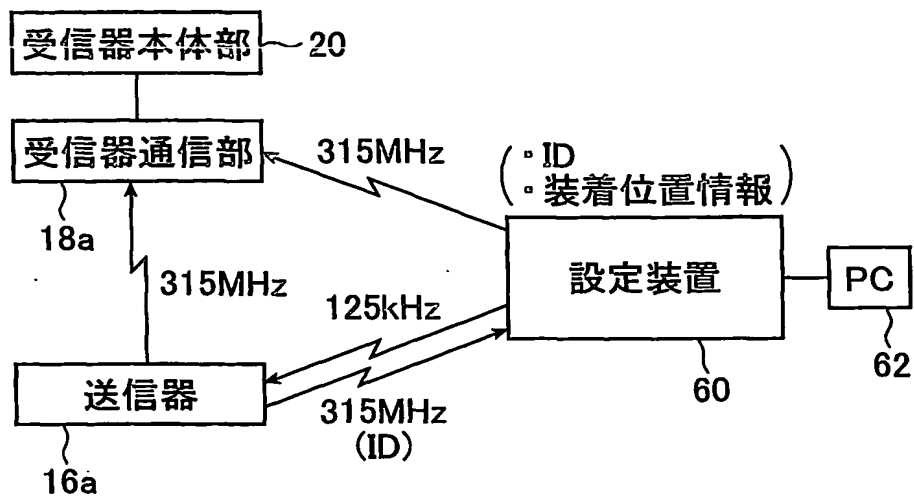 受信器本体部
20
受信器通信部
18a
315MHz
・ID
・装着位置情報
315MHz
設定装置
PC
62
60
125kHz
送信器
16a
315MHz
(ID)